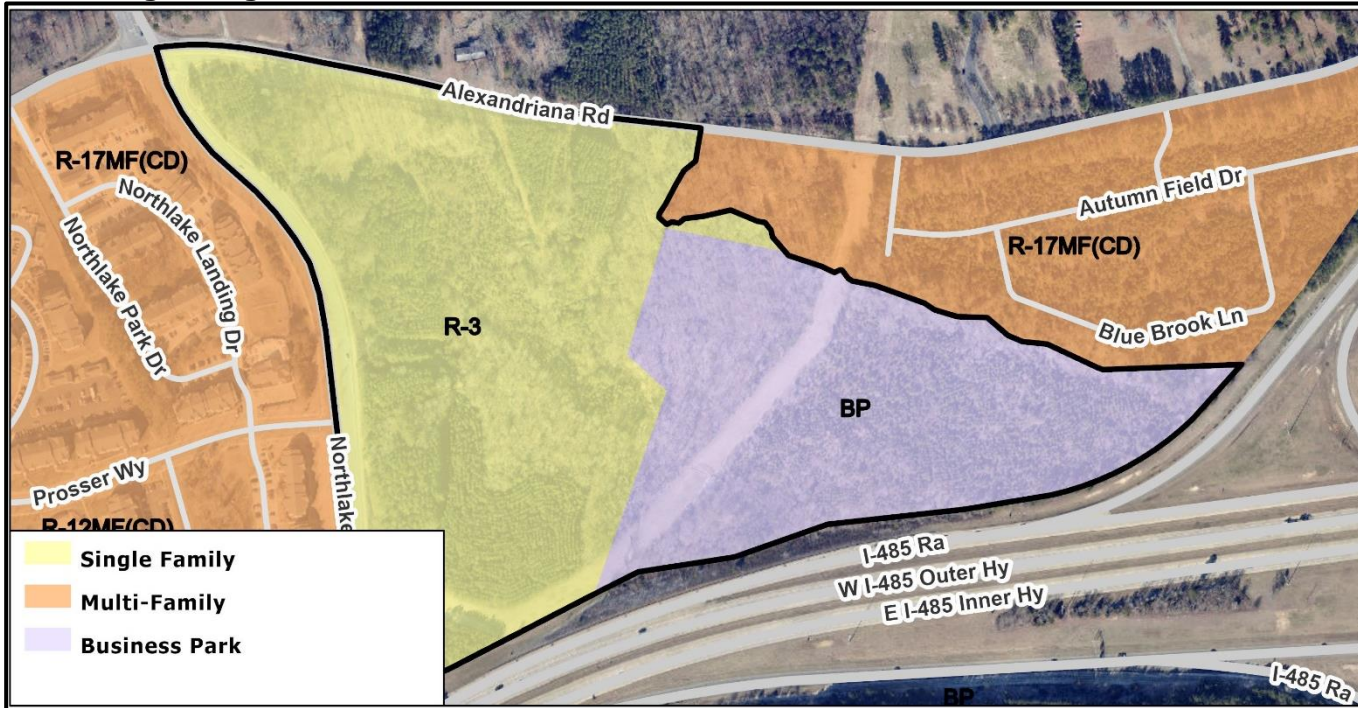 Alexandriana Rd
R-17MF(CD)
Northlake Landing Dr
Northlake Park Dr
Autumn Field Dr
R-17MF(CD)
R-3
Blue Brook Ln
BP
Prosser Wy
Northlake
R-12MF(CD)
Single Family
Multi-Family
Business Park
I-485 Ra
W I-485 Outer Hy
E I-485 Inner Hy
I-485 Ra
BP